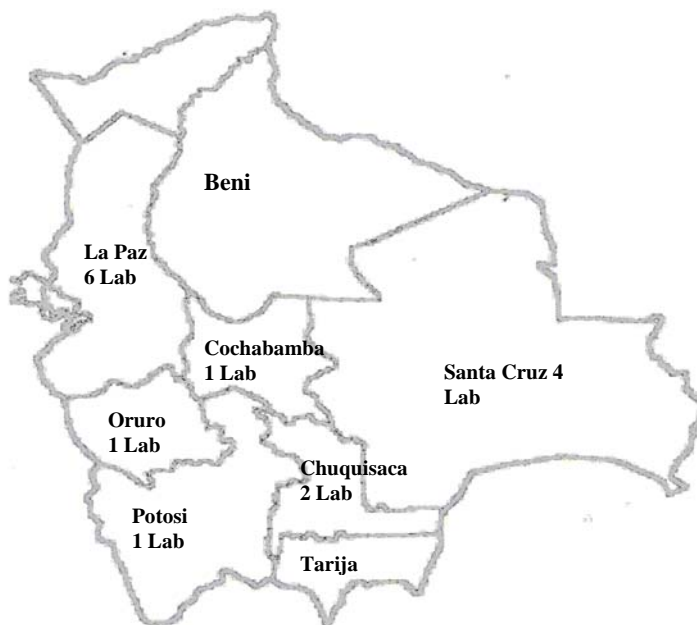 Beni
La Paz
6 Lab
Cochabamba
1 Lab
Santa Cruz 4
Lab
Oruro
1 Lab
Chuquisaca
2 Lab
Potosi
1 Lab
Tarija